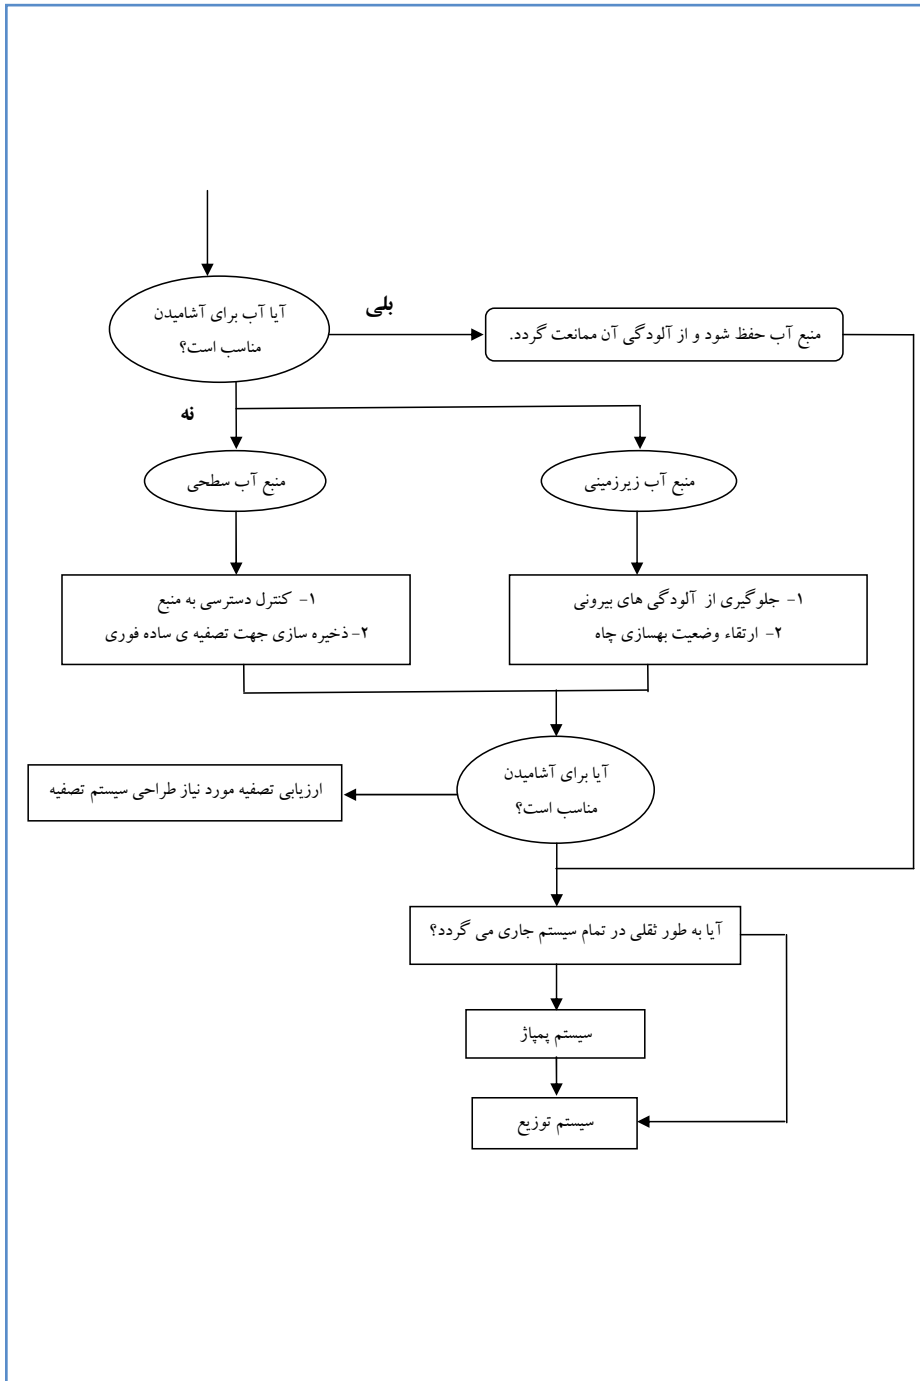 آیا آب برای آشامیدن
مناسب است؟
بلی
منبع آب حفظ شود و از آلودگی آن ممانعت گردد.
نه
منبع آب زیرزمینی
منبع آب سطحی
۱- جلوگیری از آلودگی های بیرونی
۲- ارتقاء وضعیت بهسازی چاه
۱- کنترل دسترسی به منبع
۲- ذخیره سازی جهت تصفیه ی ساده فوری
آیا برای آشامیدن
مناسب است؟
ارزیابی تصفیه مورد نیاز طراحی سیستم تصفیه
آیا به طور ثقلی در تمام سیستم جاری می گردد؟
سیستم پمپاژ
سیستم توزیع